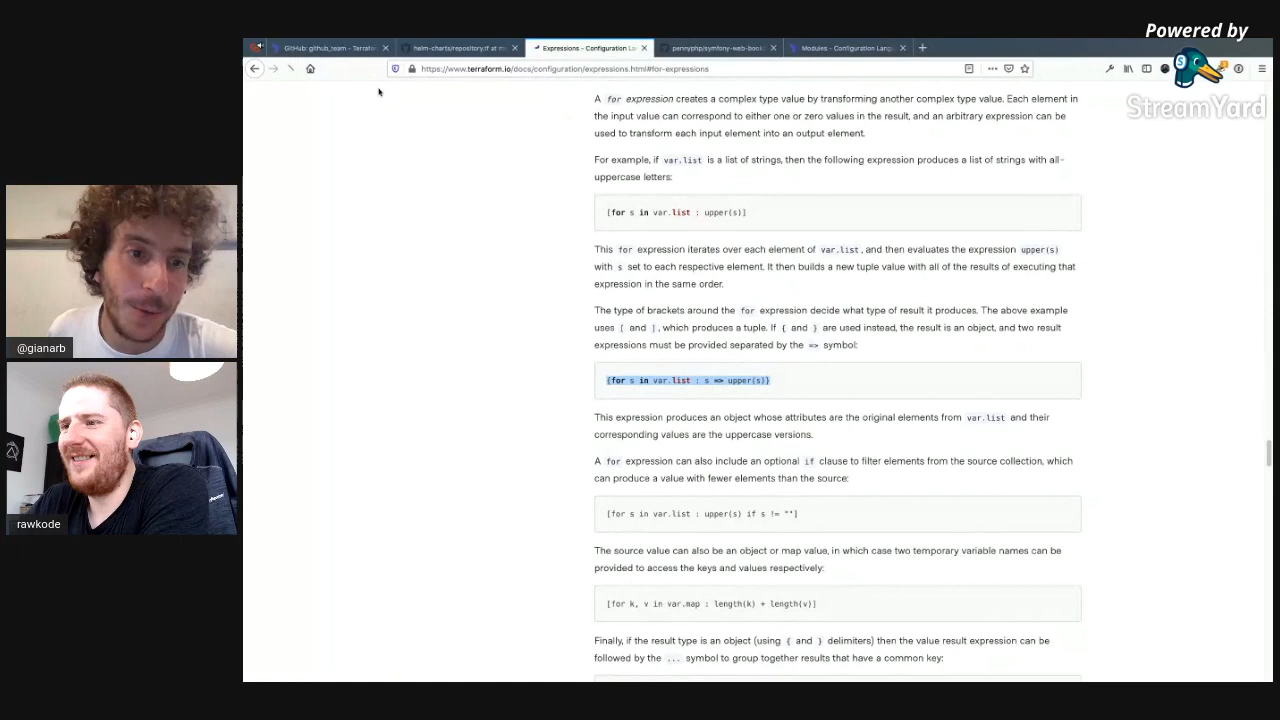 Powered by
StreamYard
GitHub: github_team - Terrafor
helm-charts/repository.tf at m
Expressions - Configuration La
pennyphp/symfony-web-book
Modules - Configuration Lang
https://www.terraform.io/docs/configuration/expressions.html#for-expressions
A for expression creates a complex type value by transforming another complex type value. Each element in
the input value can correspond to either one or zero values in the result, and an arbitrary expression can be
used to transform each input element into an output element.
For example, if var.list is a list of strings, then the following expression produces a list of strings with all-
uppercase letters:
[for s in var.list : upper(s)]
This for expression iterates over each element of var.list, and then evaluates the expression upper(s)
with s set to each respective element. It then builds a new tuple value with all of the results of executing that
expression in the same order.
The type of brackets around the for expression decide what type of result it produces. The above example
uses [ and ], which produces a tuple. If { and } are used instead, the result is an object, and two result
expressions must be provided separated by the => symbol:
{for s in var.list : s => upper(s)}
This expression produces an object whose attributes are the original elements from var.list and their
corresponding values are the uppercase versions.
A for expression can also include an optional if clause to filter elements from the source collection, which
can produce a value with fewer elements than the source:
[for s in var.list : upper(s) if s != ""]
The source value can also be an object or map value, in which case two temporary variable names can be
provided to access the keys and values respectively:
[for k, v in var.map : length(k) + length(v)]
Finally, if the result type is an object (using { and } delimiters) then the value result expression can be
followed by the ... symbol to group together results that have a common key:
@gianarb
rawkode